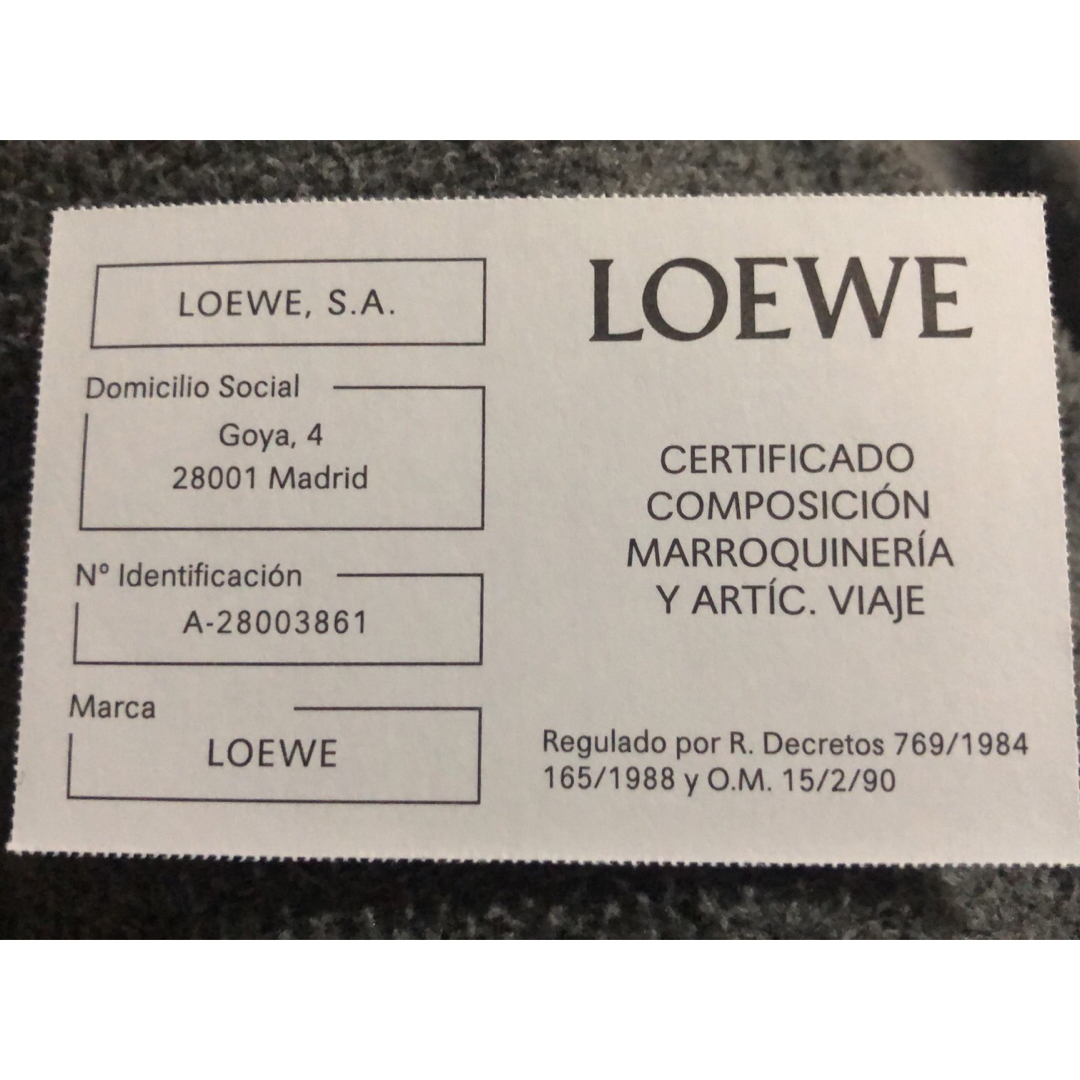 LOEWE, S.A.
Domicilio Social
Goya, 4
28001 Madrid
Nº Identificación
A-28003861
Marca
LOEWE
LOEWE
CERTIFICADO
COMPOSICIÓN
MARROQUINERÍA
Y ARTÍC. VIAJE
Regulado por R. Decretos 769/1984
165/1988 y O.M. 15/2/90